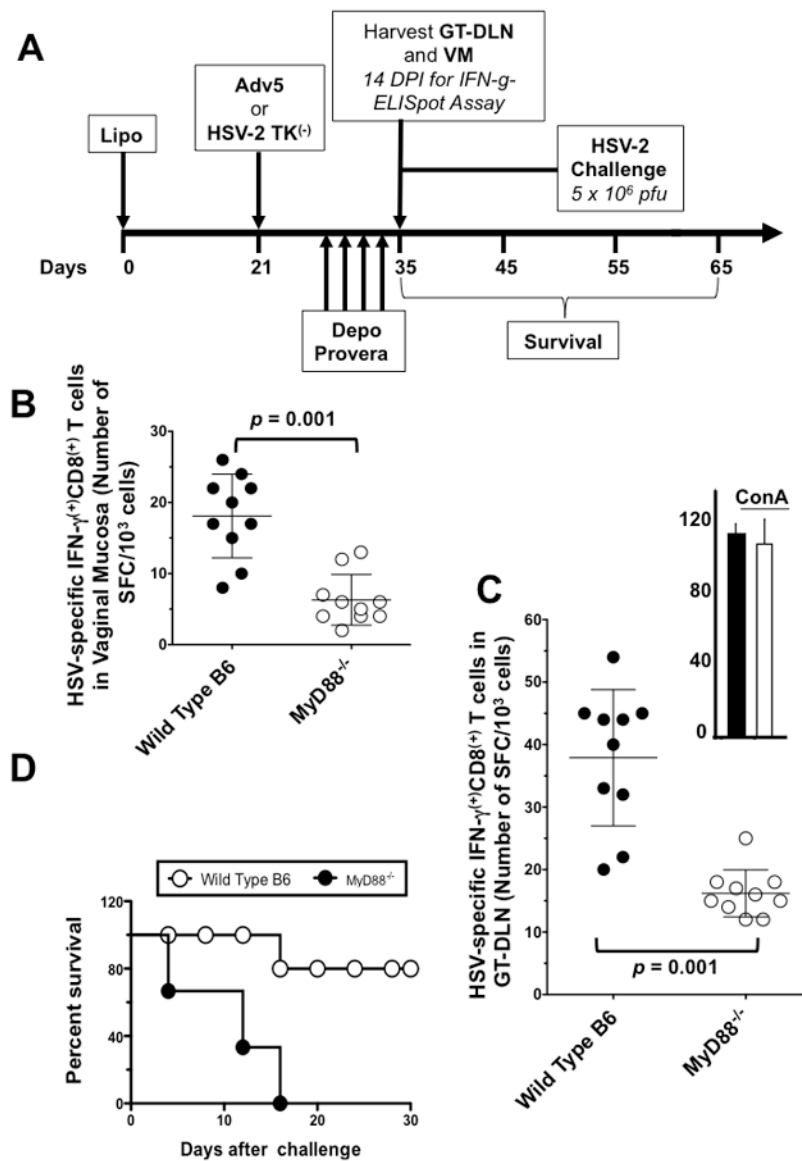 A
Lipo
Adv5
or
HSV-2 TK(-)
Harvest GT-DLN
and VM
14 DPI for IFN-g-
ELISpot Assay
HSV-2
Challenge
5 x 10⁶ pfu
Days 0 21 35 45 55 65
Depo
Provera
Survival
B
HSV-specific IFN-γ(+)CD8(+) T cells
in Vaginal Mucosa (Number of
SFC/10³ cells)
30
20
10
0
p = 0.001
Wild Type B6
MyD88-/-
C
ConA
120
80
40
0
HSV-specific IFN-γ(+)CD8(+) T cells in
GT-DLN (Number of SFC/10³ cells)
60
50
40
30
20
10
0
p = 0.001
Wild Type B6
MyD88-/-
D
Wild Type B6 MyD88-/-
Percent survival
120
80
40
0
0 10 20 30
Days after challenge